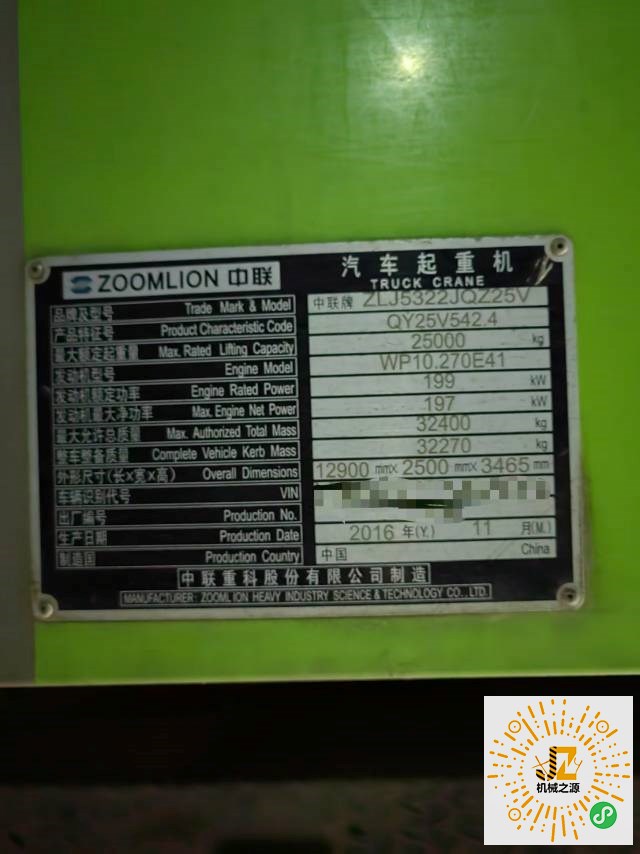 ZOOMLION 中联 汽车起重机
TRUCK CRANE
品牌及型号 Trade Mark & Model 中联牌 ZLJ5322JQZ25V
产品特征号 Product Characteristic Code QY25V542.4
最大额定起重量 Max. Rated Lifting Capacity 25000 kg
发动机型号 Engine Model WP10.270E41
发动机额定功率 Engine Rated Power 199 kW
发动机最大净功率 Max. Engine Net Power 197 kW
最大允许总质量 Max. Authorized Total Mass 32400 kg
整车整备质量 Complete Vehicle Kerb Mass 32270 kg
外形尺寸(长×宽×高) Overall Dimensions 12900 mm× 2500 mm× 3465 mm
车辆识别代号 VIN
出厂编号 Production No.
生产日期 Production Date 2016 年(Y.) 11 月(M.)
制造国 Production Country 中国 China
中联重科股份有限公司制造
MANUFACTURER: ZOOMLION HEAVY INDUSTRY SCIENCE & TECHNOLOGY CO., LTD.
JZ
机械之源